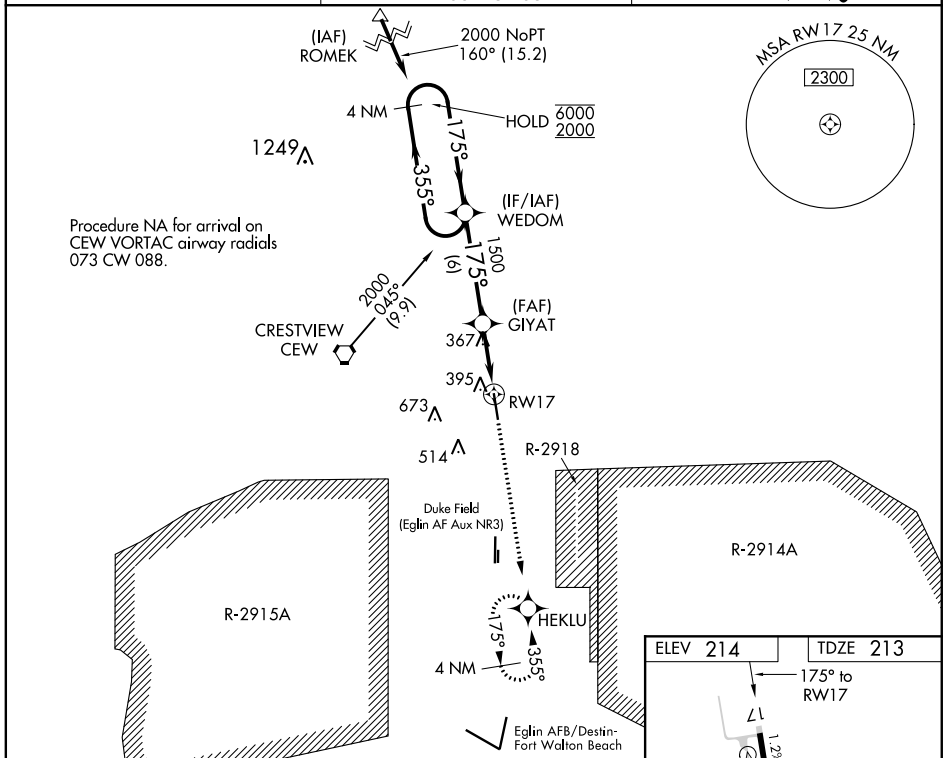 (IAF)
ROMEK
2000 NoPT
160° (15.2)
MSA RW17 25 NM
2300
4 NM
HOLD 6000
2000
175°
355°
1249
(IF/IAF)
WEDOM
Procedure NA for arrival on
CEW VORTAC airway radials
073 CW 088.
1500
175°
(6)
2000
045°
(9.9)
(FAF)
GIYAT
CRESTVIEW
CEW
367
395
RW17
673
514
R-2918
Duke Field
(Eglin AF Aux NR3)
R-2914A
R-2915A
HEKLU
175°
355°
4 NM
ELEV 214
TDZE 213
175° to
RW17
17
Eglin AFB/Destin-
Fort Walton Beach